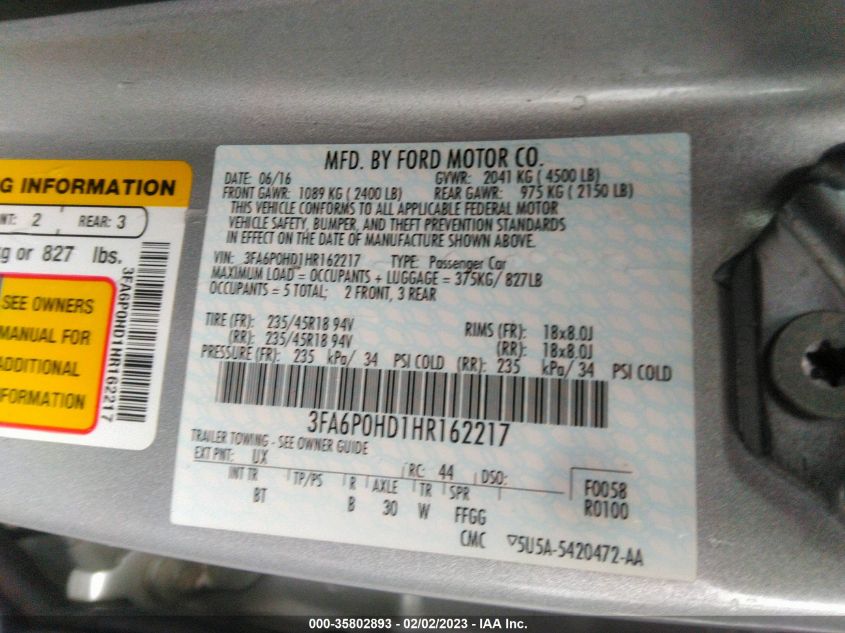 MFD. BY FORD MOTOR CO.
DATE: 06/16 GVWR: 2041 KG ( 4500 LB)
FRONT GAWR: 1089 KG ( 2400 LB) REAR GAWR: 975 KG ( 2150 LB)
THIS VEHICLE CONFORMS TO ALL APPLICABLE FEDERAL MOTOR
VEHICLE SAFETY, BUMPER, AND THEFT PREVENTION STANDARDS
IN EFFECT ON THE DATE OF MANUFACTURE SHOWN ABOVE.
VIN: 3FA6P0HD1HR162217 TYPE: Passenger Car
MAXIMUM LOAD = OCCUPANTS + LUGGAGE = 375KG/ 827LB
OCCUPANTS = 5 TOTAL; 2 FRONT, 3 REAR
TIRE (FR): 235/45R18 94V RIMS (FR): 18x8.0J
(RR): 235/45R18 94V (RR): 18x8.0J
PRESSURE (FR): 235 kPa/ 34 PSI COLD (RR): 235 kPa/ 34 PSI COLD
3FA6P0HD1HR162217
TRAILER TOWING - SEE OWNER GUIDE
EXT PNT: UX RC: 44 DSO: F0058
INT TR TP/PS R AXLE TR SPR R0100
BT B 30 W FFGG
CMC ▽5U5A-5420472-AA
G INFORMATION
NT: 2 REAR: 3
kg or 827 lbs.
SEE OWNERS
MANUAL FOR
ADDITIONAL
INFORMATION
3FA6P0HD1HR162217
000-35802893 - 02/02/2023 - IAA Inc.